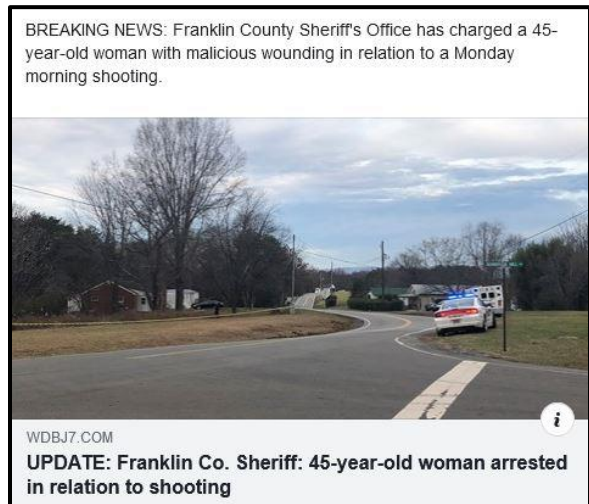 BREAKING NEWS: Franklin County Sheriff's Office has charged a 45-
year-old woman with malicious wounding in relation to a Monday
morning shooting.
i
WDBJ7.COM
UPDATE: Franklin Co. Sheriff: 45-year-old woman arrested
in relation to shooting